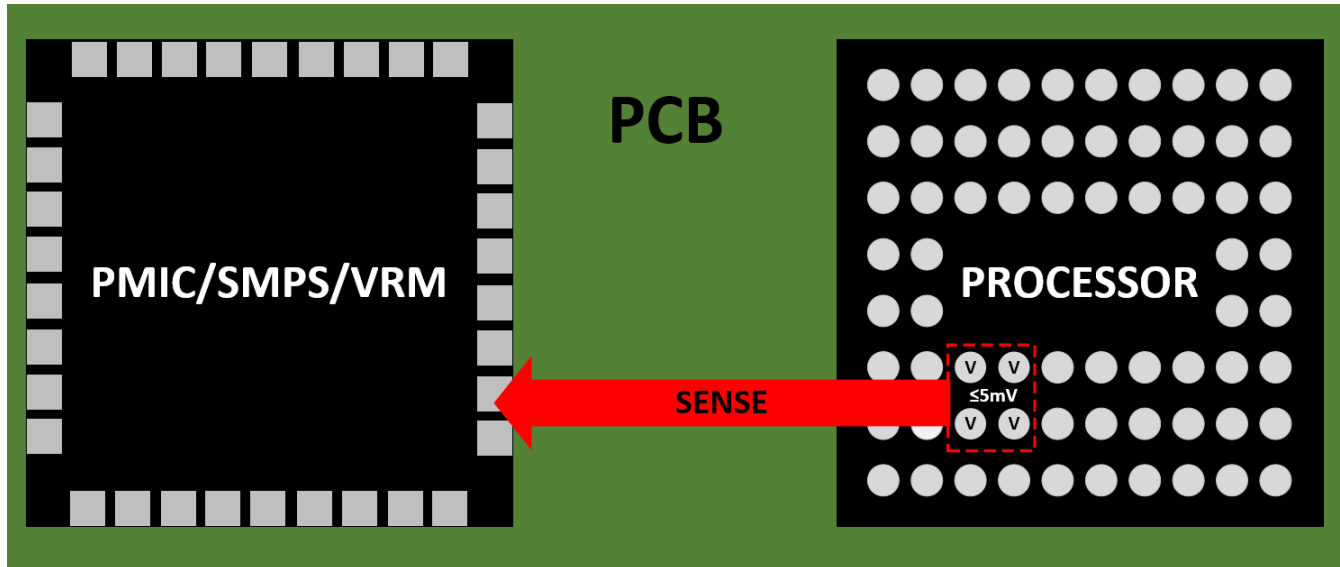 PCB
PMIC/SMPS/VRM
PROCESSOR
V V
≤5mV
SENSE
V V